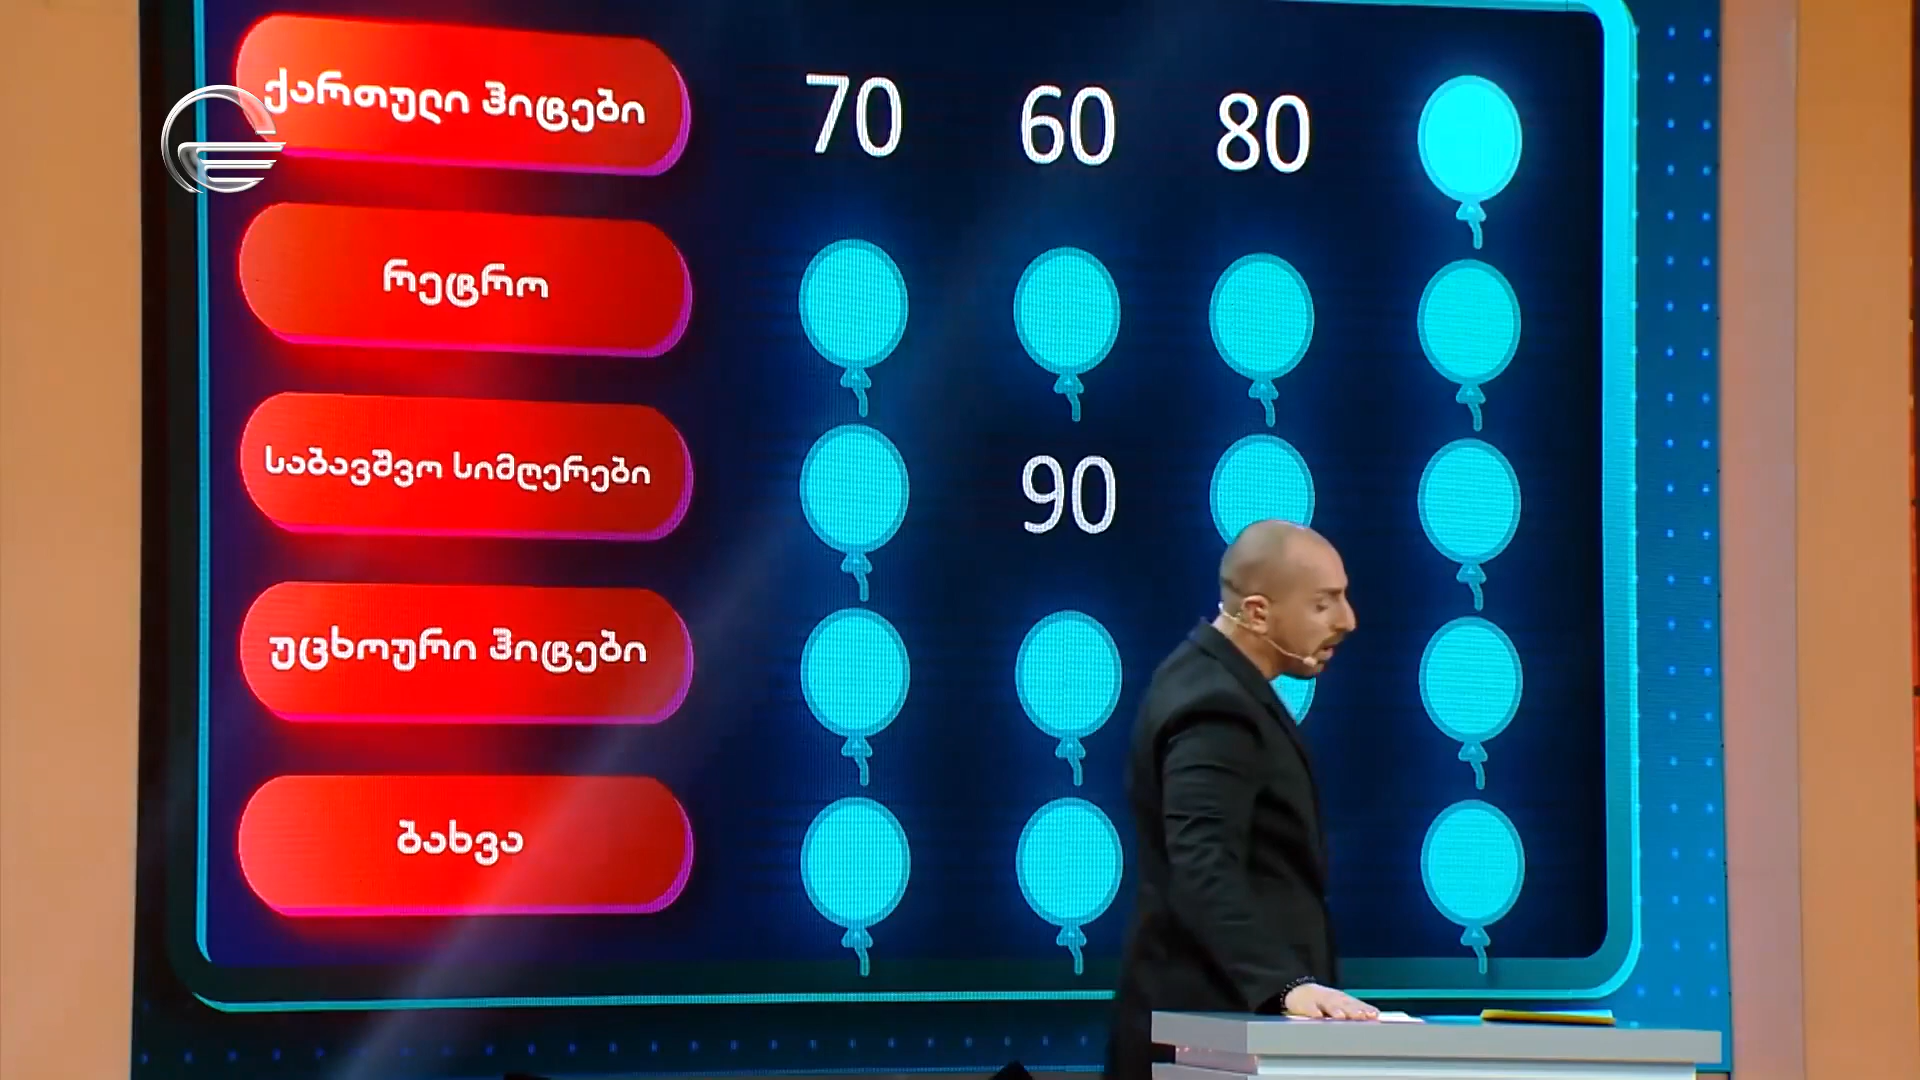 ქართული ჰიტები 70 60 80
რეტრო
საბავშვო სიმღერები 90
უცხოური ჰიტები
ბახვა